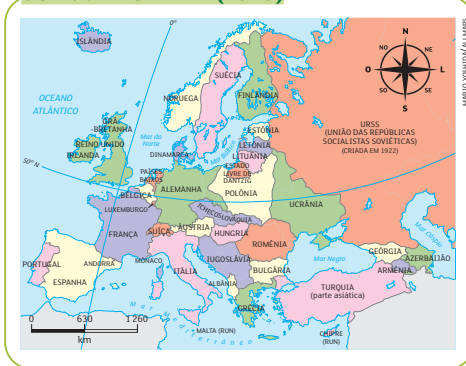 0°
ISLÂNDIA
N
NO
NE
O
L
SO
SE
S
SUÉCIA
NORUEGA
FINLÂNDIA
OCEANO
ATLÂNTICO
URSS
(UNIÃO DAS REPÚBLICAS
SOCIALISTAS SOVIÉTICAS)
(CRIADA EM 1922)
GRÃ-
-BRETANHA
REINO UNIDO
IRLANDA
Mar do
Norte
ESTÔNIA
LETÔNIA
LITUÂNIA
DINAMARCA
ESTADO
LIVRE DE
DANTZIG
50° N
PAÍSES
BAIXOS
ALEMANHA
POLÔNIA
BÉLGICA
UCRÂNIA
LUXEMBURGO
TCHECOSLOVÁQUIA
FRANÇA
SUÍÇA
ÁUSTRIA
HUNGRIA
ROMÊNIA
Mar Cáspio
MÔNACO
IUGOSLÁVIA
Mar Negro
GEÓRGIA
AZERBAIJÃO
ARMÊNIA
PORTUGAL
ANDORRA
ESPANHA
ITÁLIA
BULGÁRIA
ALBÂNIA
TURQUIA
(parte asiática)
GRÉCIA
Mar Mediterrâneo
MALTA (RUN)
CHIPRE
(RUN)
0 630 1 260
km